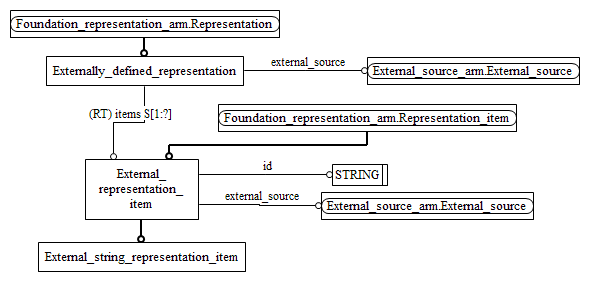 Foundation_representation_arm.Representation
Externally_defined_representation
external_source
External_source_arm.External_source
(RT) items S[1:?]
Foundation_representation_arm.Representation_item
External_
representation_
item
id
STRING
external_source
External_source_arm.External_source
External_string_representation_item